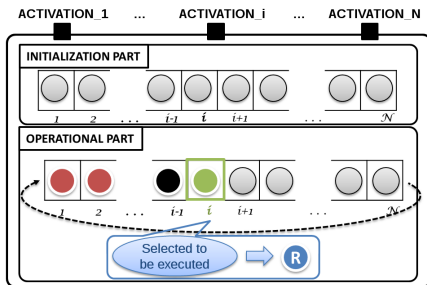 ACTIVATION_1 ... ACTIVATION_i ... ACTIVATION_N
INITIALIZATION PART
1 2 ... i-1 i i+1 ... N
OPERATIONAL PART
1 2 ... i-1 i i+1 ... N
Selected to
be executed
R